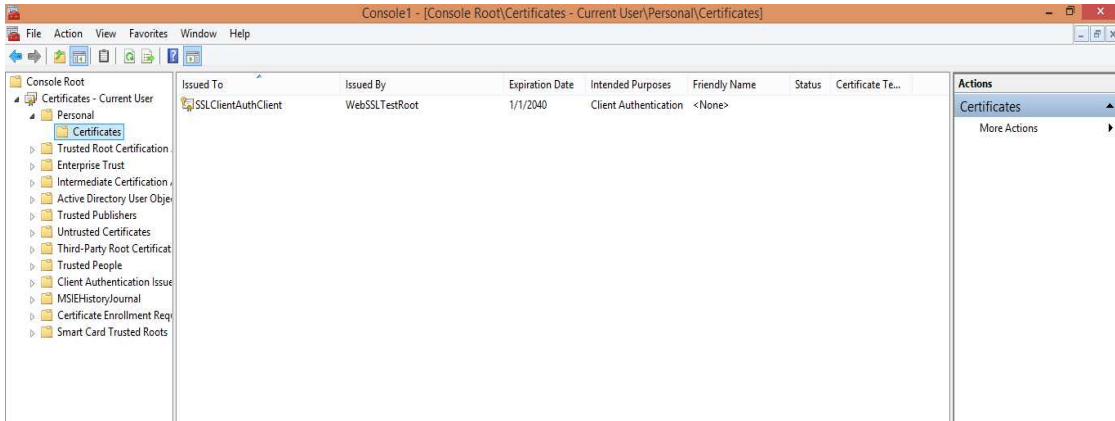 Console1 - [Console Root\Certificates - Current User\Personal\Certificates]
File Action View Favorites Window Help
Console Root
Certificates - Current User
Personal
Certificates
Trusted Root Certification
Enterprise Trust
Intermediate Certification
Active Directory User Obje
Trusted Publishers
Untrusted Certificates
Third-Party Root Certificat
Trusted People
Client Authentication Issue
MSIEHistoryJournal
Certificate Enrollment Requ
Smart Card Trusted Roots
Issued To Issued By Expiration Date Intended Purposes Friendly Name Status Certificate Te...
SSLClientAuthClient WebSSLTestRoot 1/1/2040 Client Authentication <None>
Actions
Certificates
More Actions